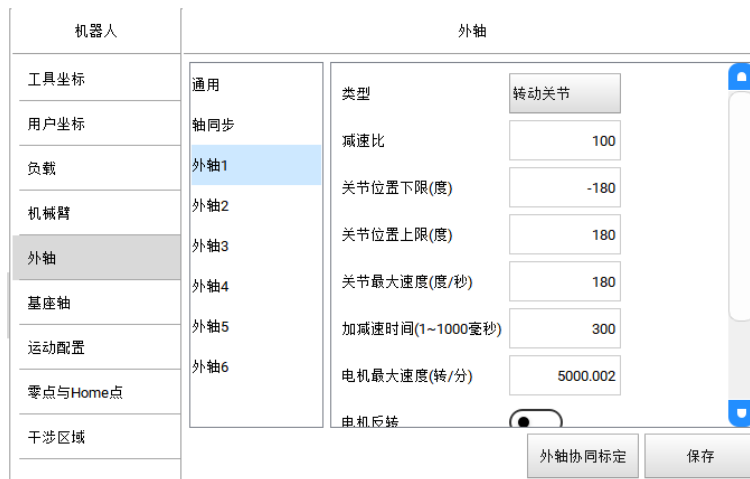 机器人
外轴
工具坐标
用户坐标
负载
机械臂
外轴
基座轴
运动配置
零点与Home点
干涉区域
通用
轴同步
外轴1
外轴2
外轴3
外轴4
外轴5
外轴6
类型 转动关节
减速比 100
关节位置下限(度) -180
关节位置上限(度) 180
关节最大速度(度/秒) 180
加减速时间(1~1000毫秒) 300
电机最大速度(转/分) 5000.002
电机反转
外轴协同标定 保存